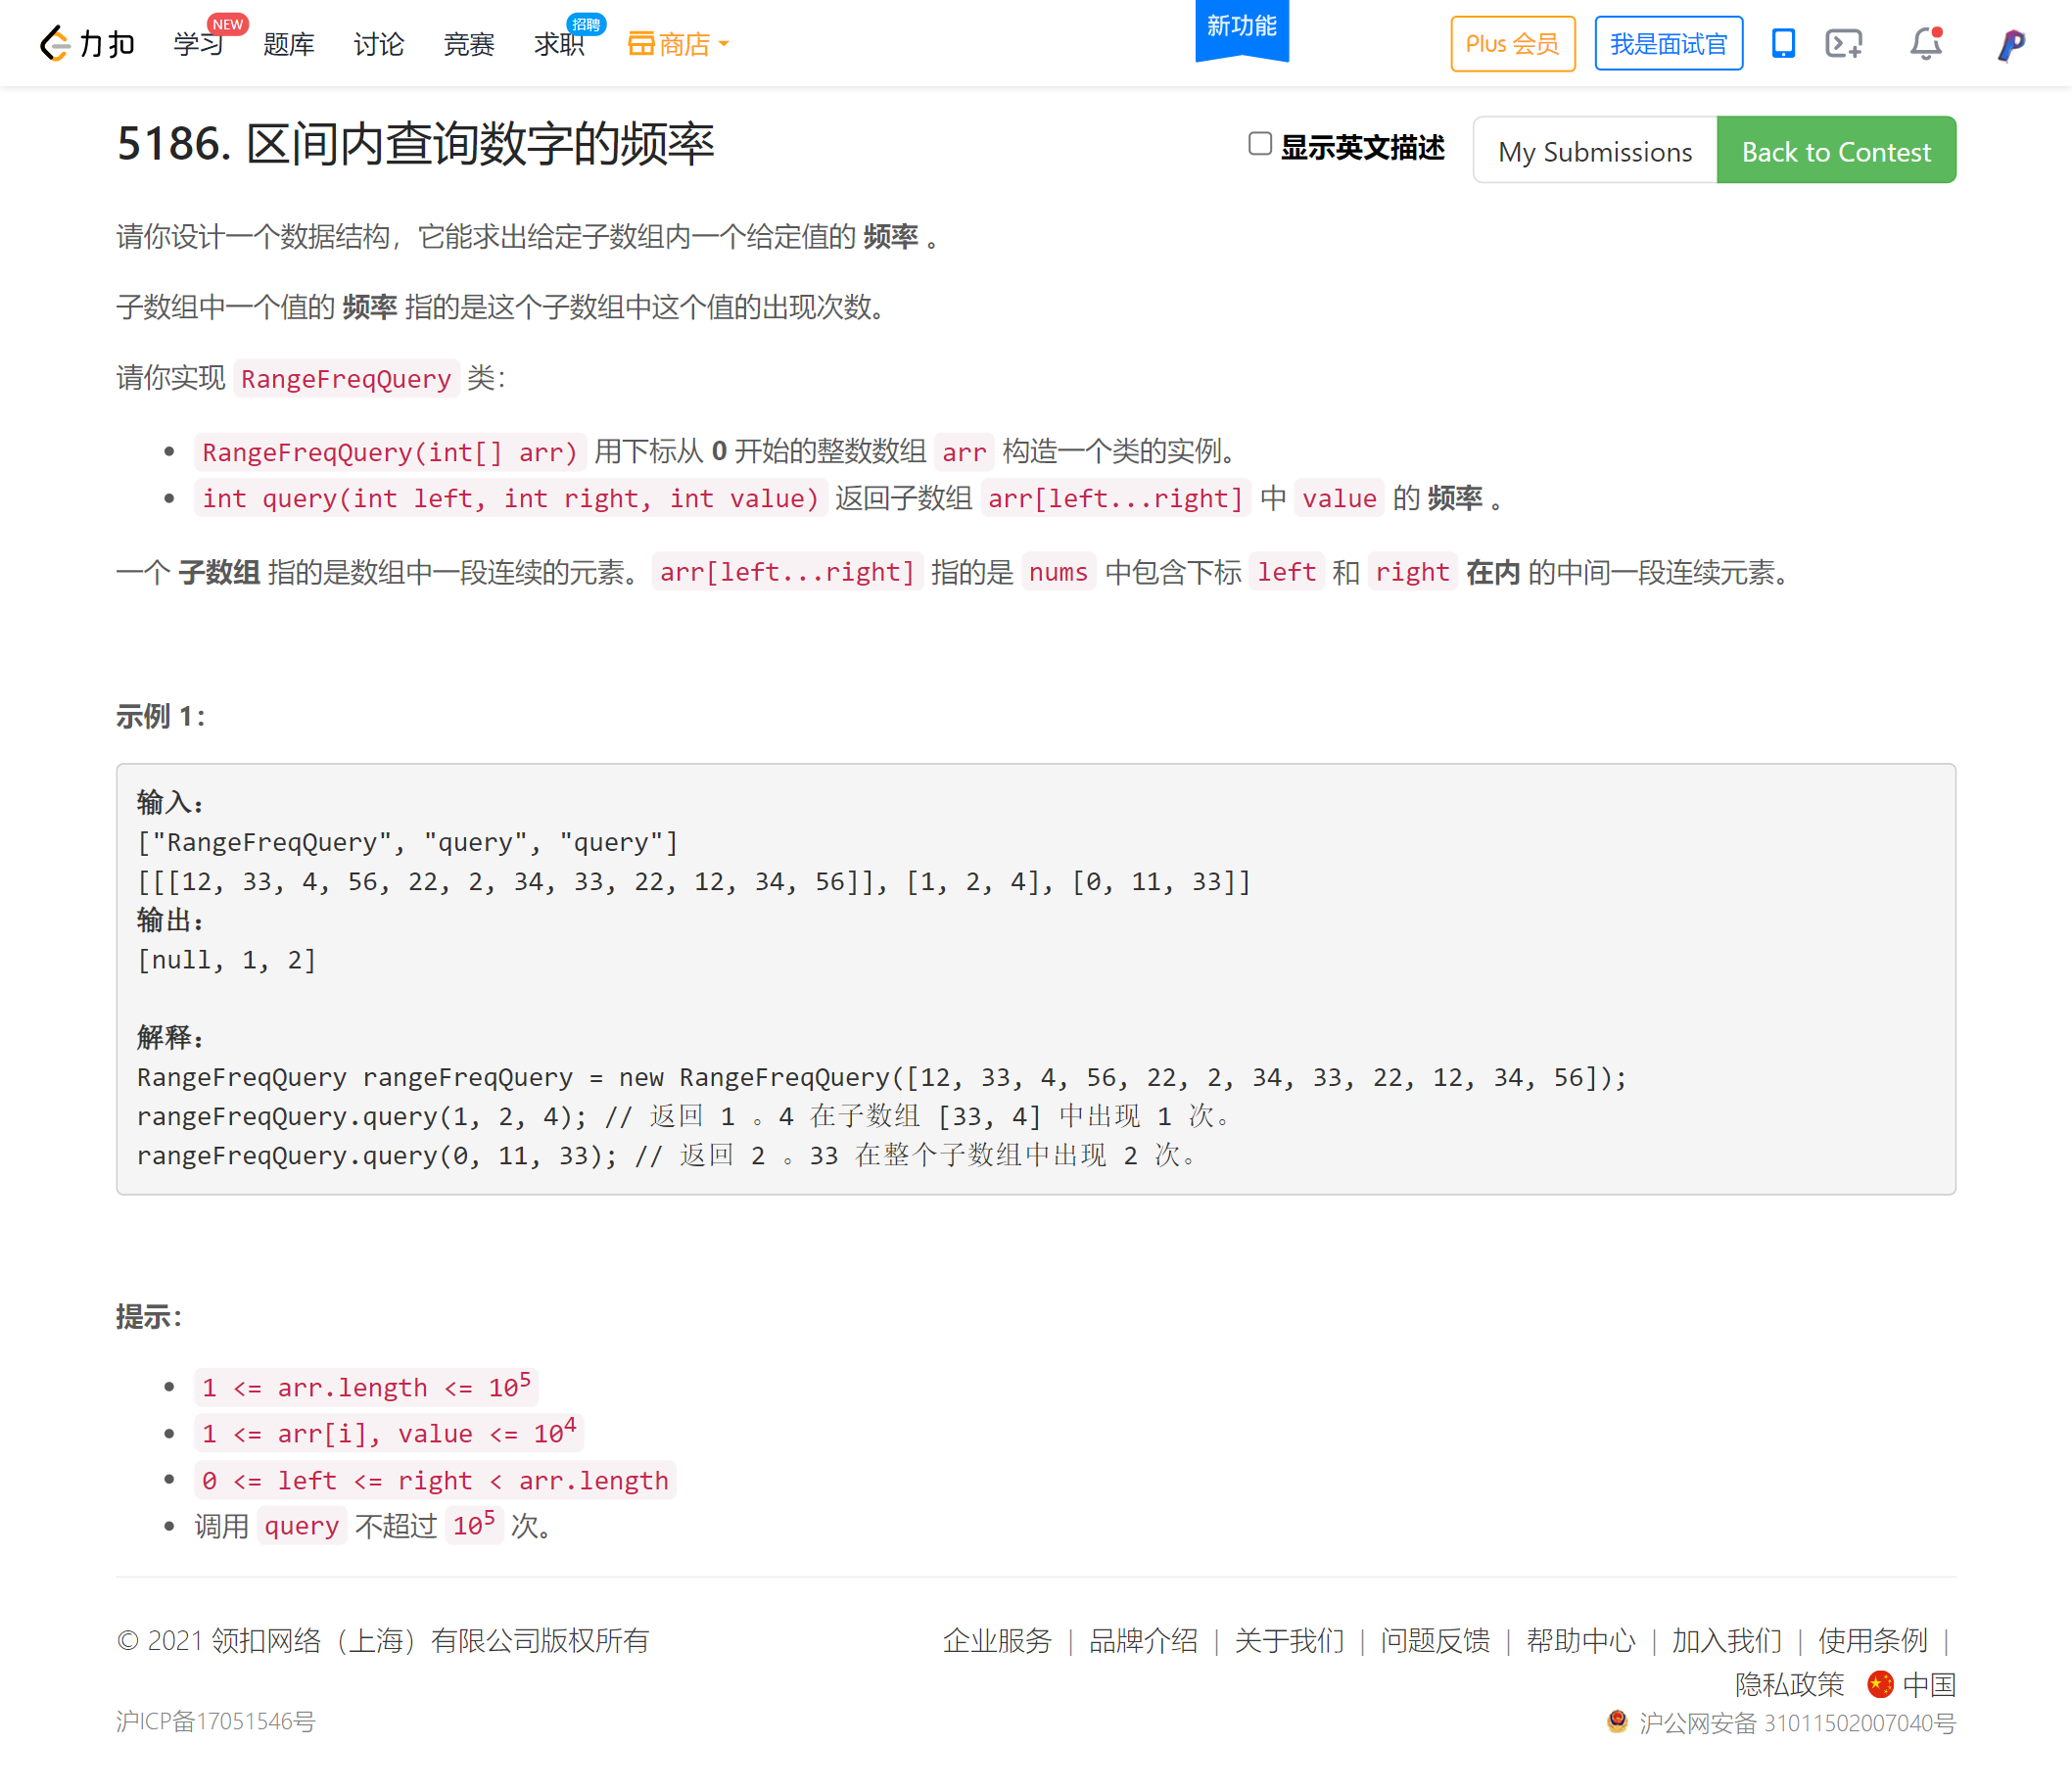 力扣 学习 NEW 题库 讨论 竞赛 求职 招聘 商店 新功能 Plus 会员 我是面试官
5186. 区间内查询数字的频率 显示英文描述 My Submissions Back to Contest
请你设计一个数据结构，它能求出给定子数组内一个给定值的 频率 。
子数组中一个值的 频率 指的是这个子数组中这个值的出现次数。
请你实现 RangeFreqQuery 类：
RangeFreqQuery(int[] arr) 用下标从 0 开始的整数数组 arr 构造一个类的实例。
int query(int left, int right, int value) 返回子数组 arr[left...right] 中 value 的 频率 。
一个 子数组 指的是数组中一段连续的元素。arr[left...right] 指的是 nums 中包含下标 left 和 right 在内 的中间一段连续元素。
示例 1：
输入：
["RangeFreqQuery", "query", "query"]
[[[12, 33, 4, 56, 22, 2, 34, 33, 22, 12, 34, 56]], [1, 2, 4], [0, 11, 33]]
输出：
[null, 1, 2]
解释：
RangeFreqQuery rangeFreqQuery = new RangeFreqQuery([12, 33, 4, 56, 22, 2, 34, 33, 22, 12, 34, 56]);
rangeFreqQuery.query(1, 2, 4); // 返回 1 。4 在子数组 [33, 4] 中出现 1 次。
rangeFreqQuery.query(0, 11, 33); // 返回 2 。33 在整个子数组中出现 2 次。
提示：
1 <= arr.length <= 10⁵
1 <= arr[i], value <= 10⁴
0 <= left <= right < arr.length
调用 query 不超过 10⁵ 次。
© 2021 领扣网络（上海）有限公司版权所有 企业服务 | 品牌介绍 | 关于我们 | 问题反馈 | 帮助中心 | 加入我们 | 使用条例 |
隐私政策 中国
沪ICP备17051546号 沪公网安备 31011502007040号